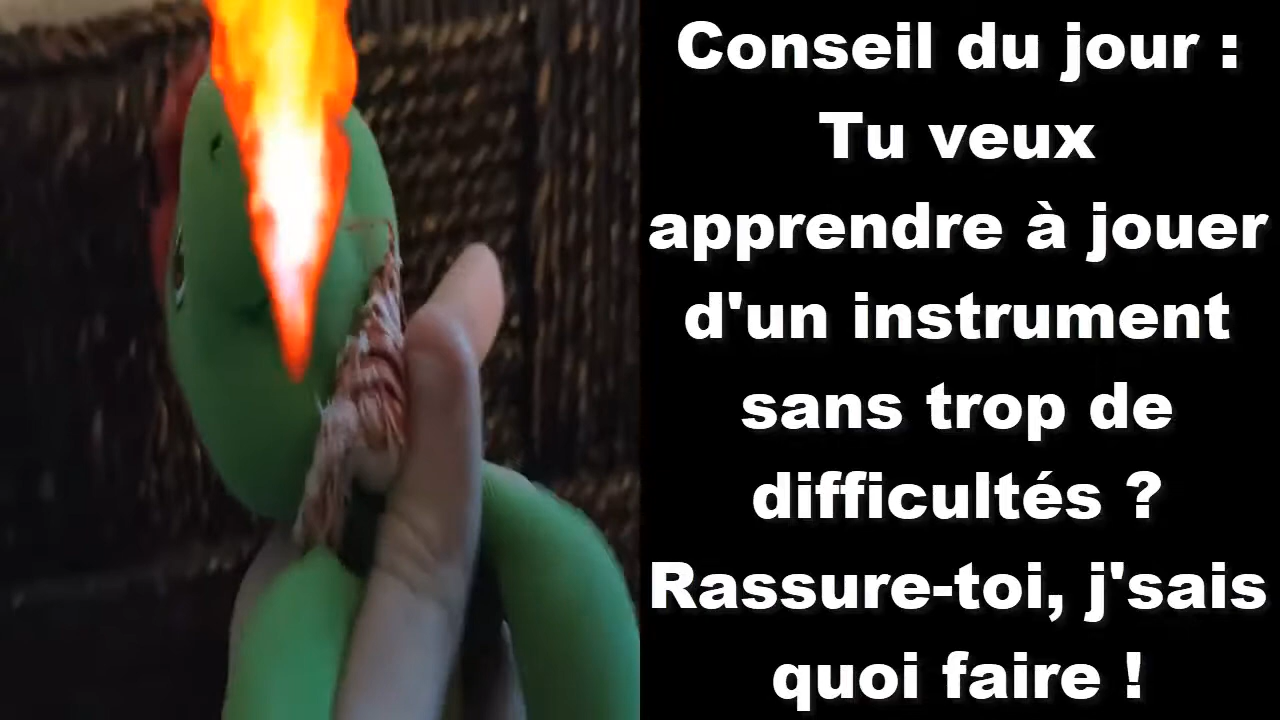 Conseil du jour :
Tu veux
apprendre à jouer
d'un instrument
sans trop de
difficultés ?
Rassure-toi, j'sais
quoi faire !